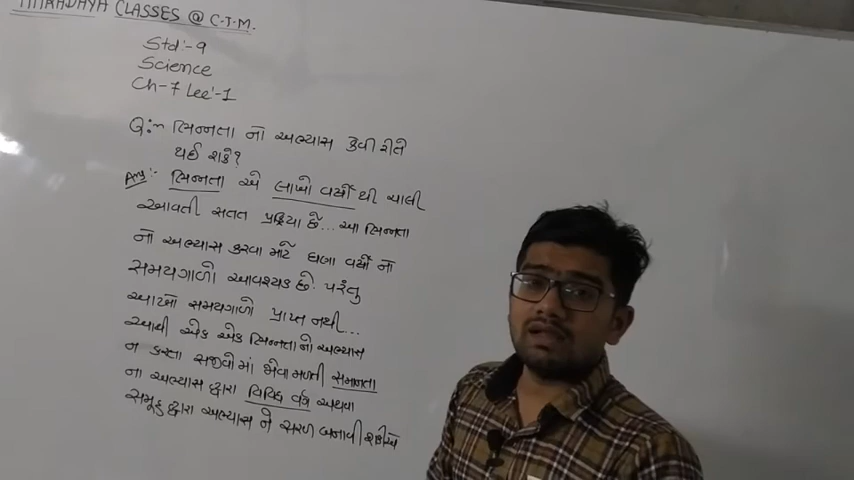 CLASSES @ C.T.M.
Std:- 9
Science
Ch-7 Lec:-1
Q:- ભિન્નતા નો અભ્યાસ કેવી રીતે
થઈ શકે?
Ans:- ભિન્નતા એ લાખો વર્ષો થી ચાલી
આવતી સતત પ્રક્રિયા છે... આ ભિન્નતા
નો અભ્યાસ કરવા માટે ઘણા વર્ષો નો
સમયગાળો આવશ્યક છે. પરંતુ
આખો સમયગાળો પ્રાપ્ત નથી...
આથી એક એક ભિન્નતાનો અભ્યાસ
ન કરતા સજીવો માં જોવા મળતી સમાનતા
ના અભ્યાસ દ્વારા વિવિધ વર્ગ અથવા
સમૂહ દ્વારા અભ્યાસ ને સરળ બનાવી શકીએ